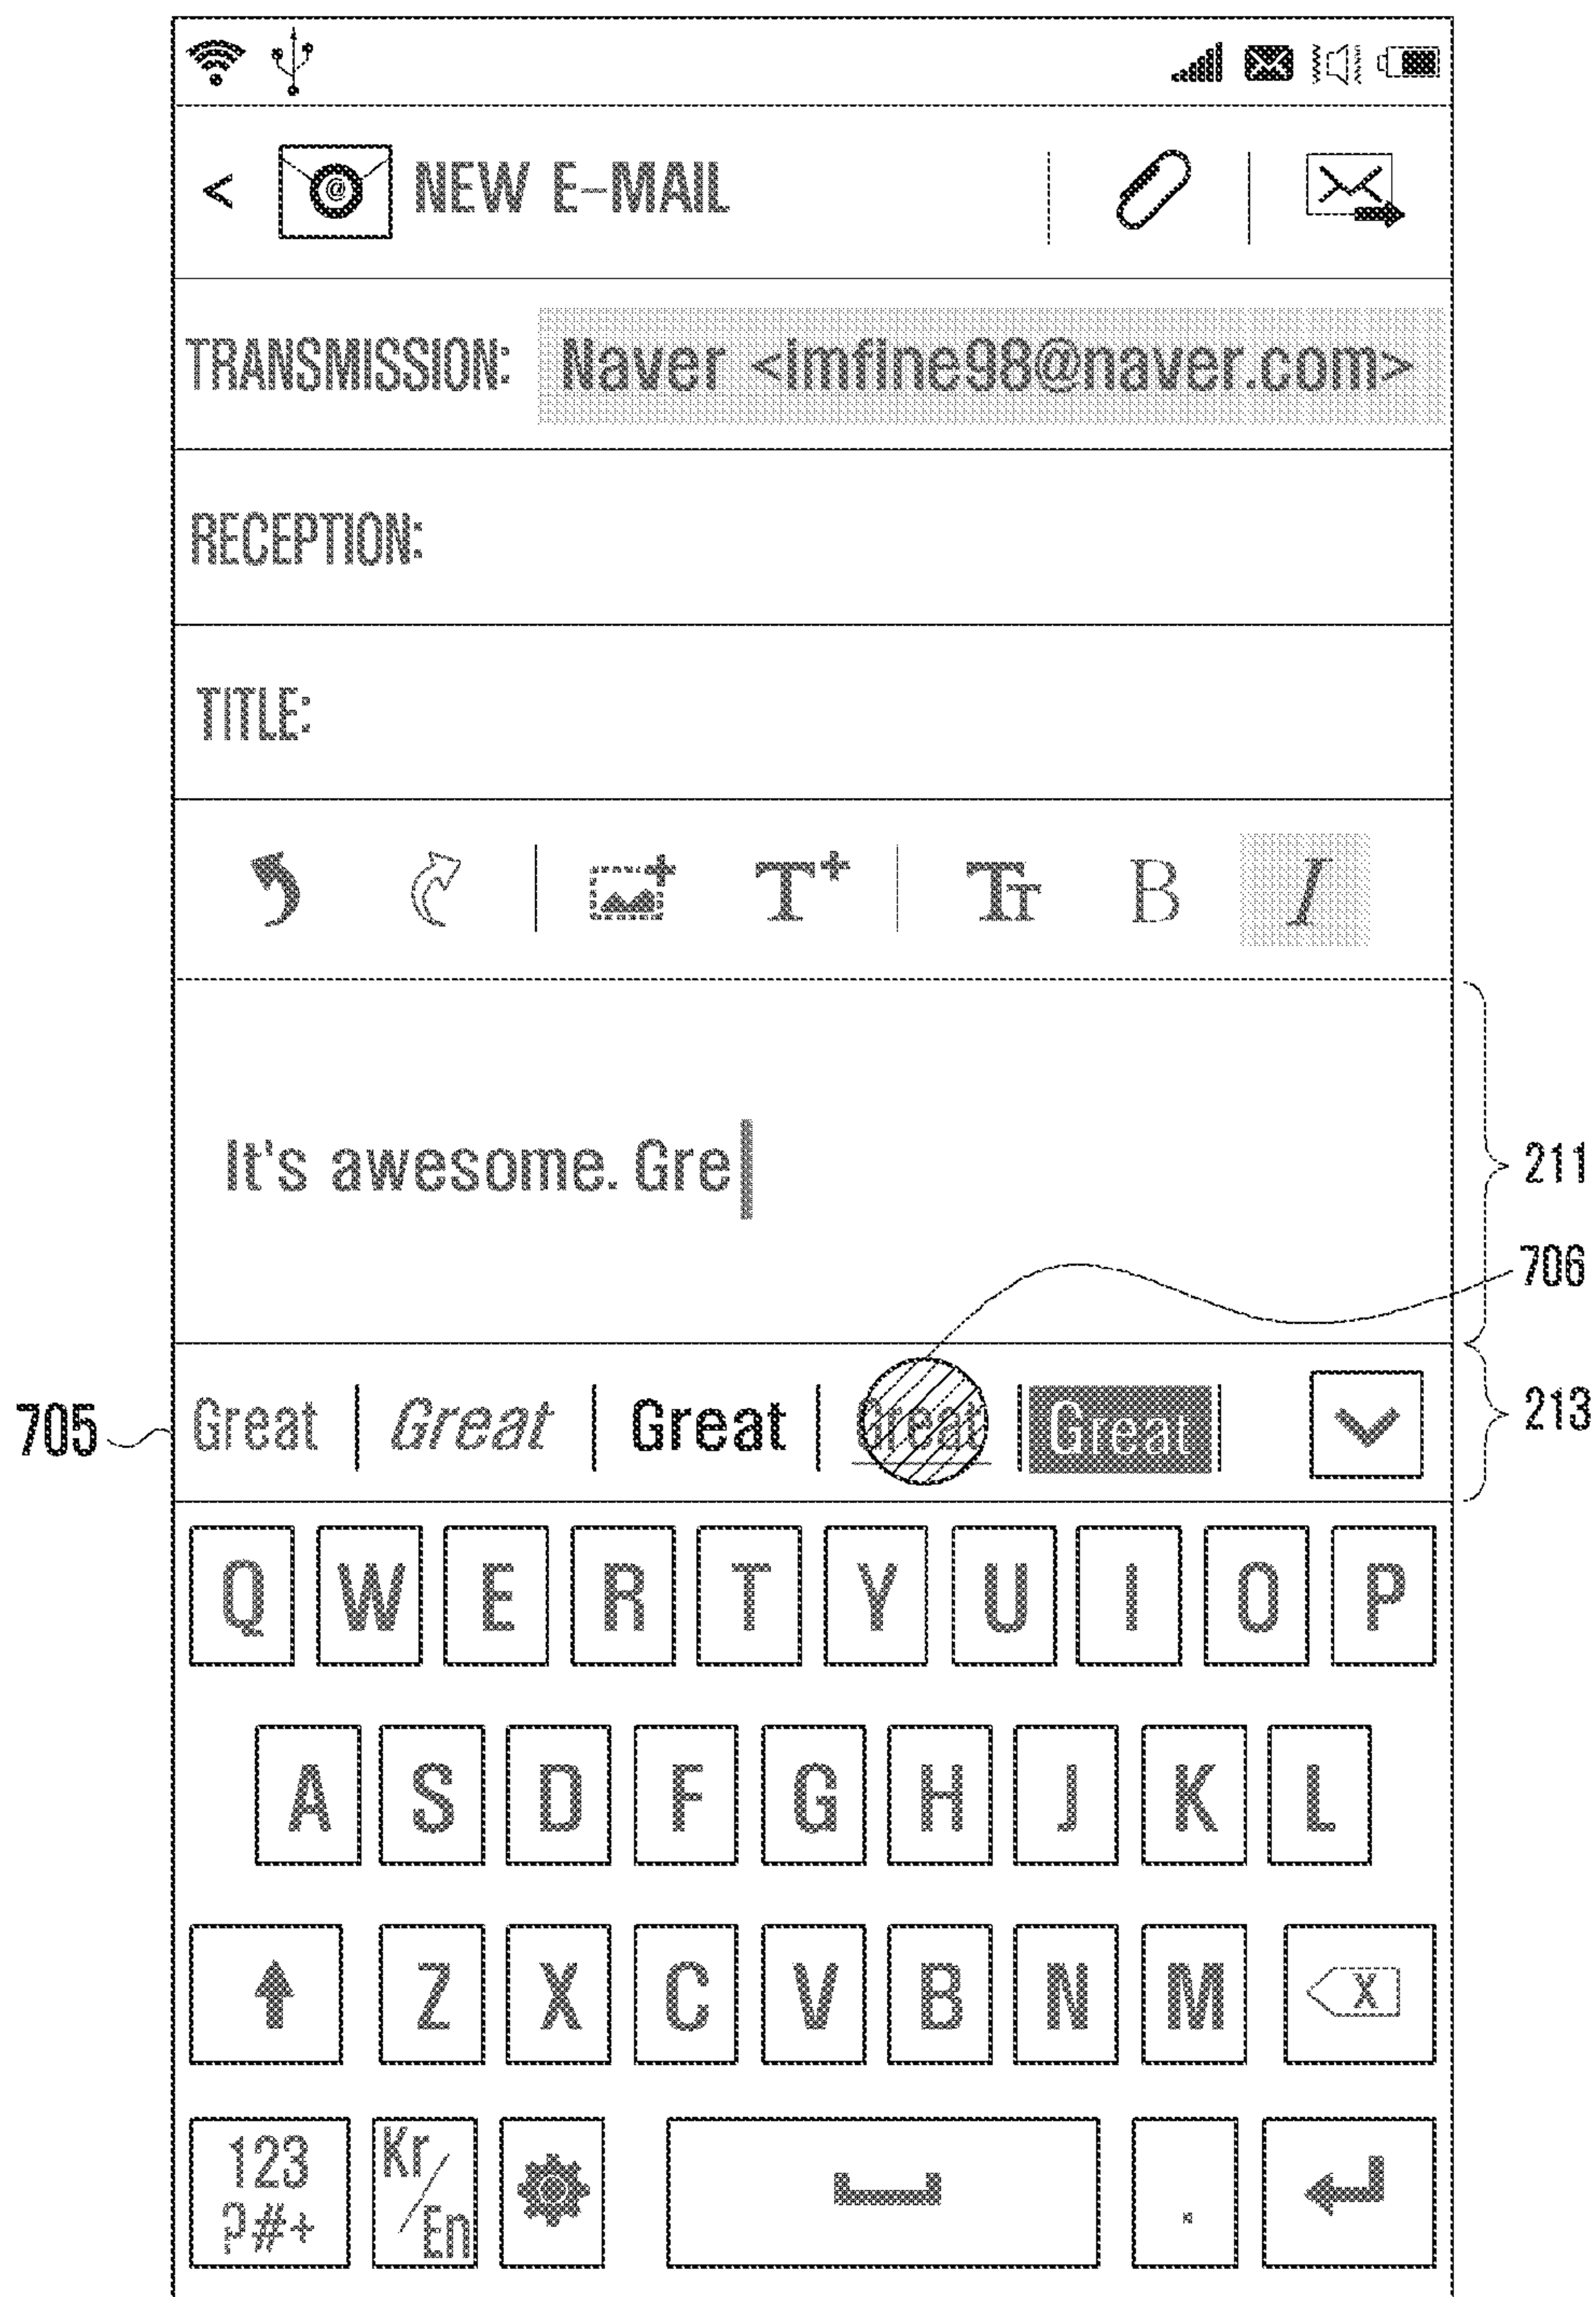 < @ NEW E-MAIL
TRANSMISSION: Naver <imfine98@naver.com>
RECEPTION:
TITLE:
T+ TT B I
It's awesome. Gre
211
706
705 Great Great Great Great Great 213
Q W E R T Y U I O P
A S D F G H J K L
Z X C V B N M X
123 Kr/En .
?#+